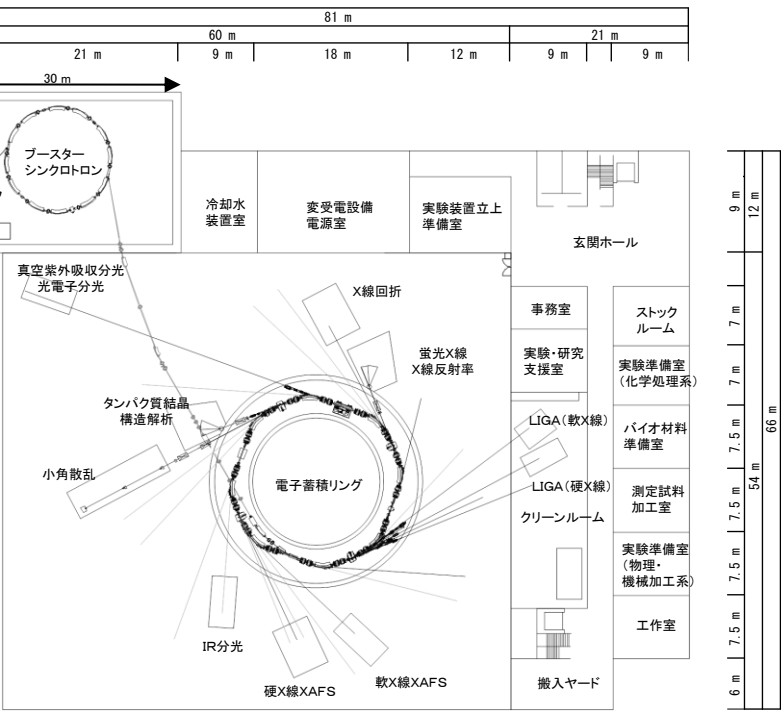 81 m
60 m
21 m
21 m
9 m
18 m
12 m
9 m
9 m
30 m
ブースター
シンクロトロン
冷却水
装置室
変受電設備
電源室
実験装置立上
準備室
玄関ホール
9 m
12 m
真空紫外吸収分光
光電子分光
X線回折
蛍光X線
X線反射率
事務室
ストック
ルーム
7 m
実験・研究
支援室
実験準備室
(化学処理系)
7 m
66 m
タンパク質結晶
構造解析
LIGA(軟X線)
バイオ材料
準備室
7.5 m
54 m
小角散乱
電子蓄積リング
LIGA(硬X線)
クリーンルーム
測定試料
加工室
7.5 m
実験準備室
(物理・
機械加工系)
7.5 m
IR分光
工作室
7.5 m
硬X線XAFS
軟X線XAFS
搬入ヤード
6 m